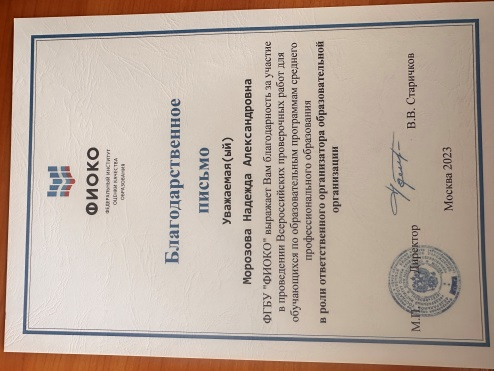 ФИОКО
ФЕДЕРАЛЬНЫЙ ИНСТИТУТ
ОЦЕНКИ КАЧЕСТВА
ОБРАЗОВАНИЯ
Благодарственное
письмо
Уважаемая(ый)
Морозова Надежда Александровна
ФГБУ "ФИОКО" выражает Вам благодарность за участие
в проведении Всероссийских проверочных работ для
обучающихся по образовательным программам среднего
профессионального образования
в роли ответственного организатора образовательной
организации
М.П. Директор В.В. Старичков
Москва 2023